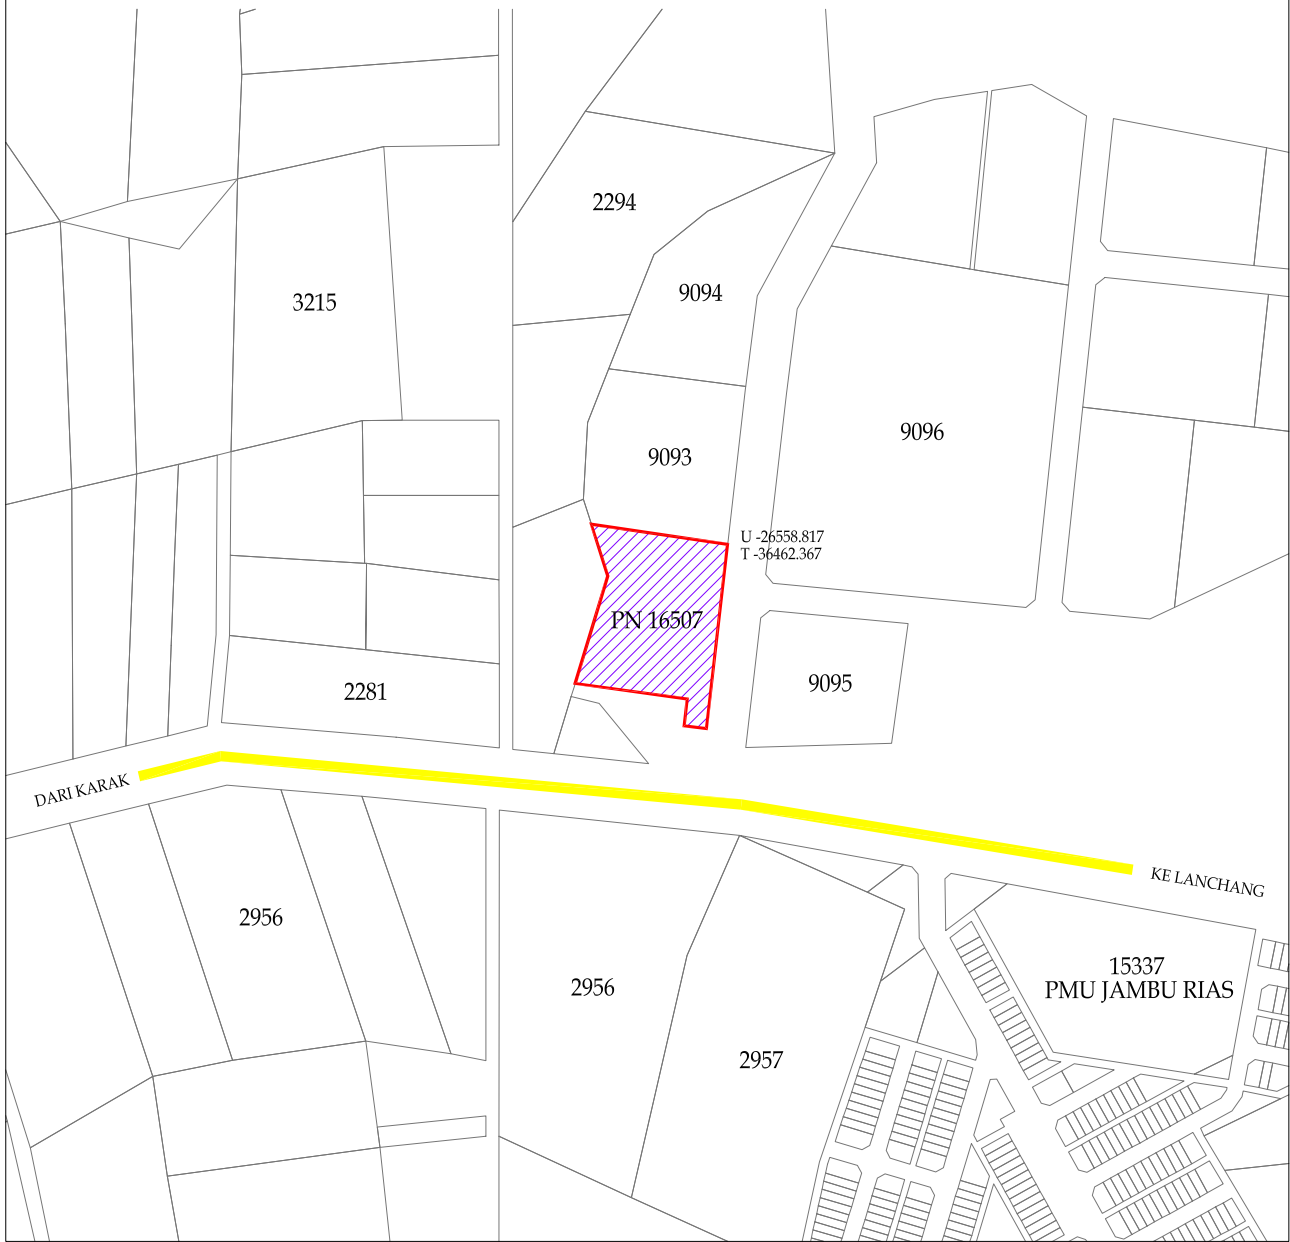 2294
9094
3215
9096
9093
U -26558.817
T -36462.367
PN 16507
9095
2281
DARI KARAK
KE LANCHANG
2956
15337
PMU JAMBU RIAS
2956
2957